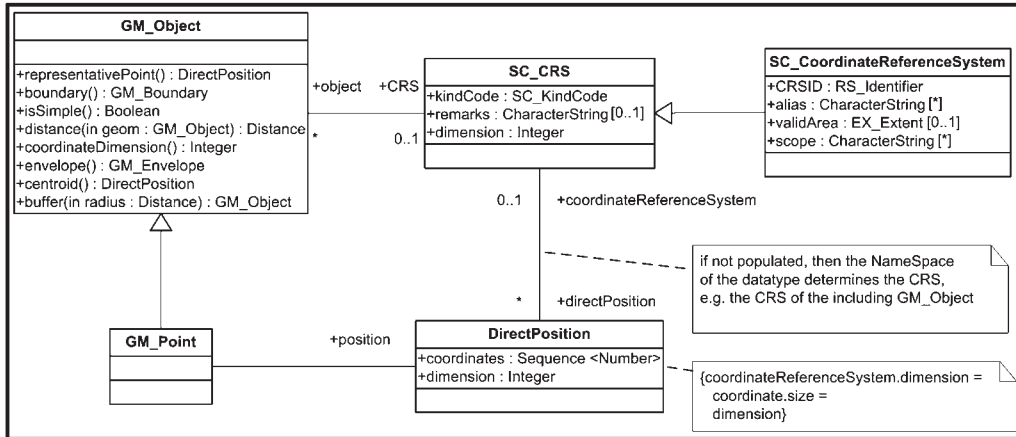 GM_Object
+representativePoint() : DirectPosition
+boundary() : GM_Boundary
+isSimple() : Boolean
+distance(in geom : GM_Object) : Distance
+coordinateDimension() : Integer
+envelope() : GM_Envelope
+centroid() : DirectPosition
+buffer(in radius : Distance) : GM_Object
+object +CRS
* 0..1
SC_CRS
+kindCode : SC_KindCode
+remarks : CharacterString [0..1]
+dimension : Integer
SC_CoordinateReferenceSystem
+CRSID : RS_Identifier
+alias : CharacterString [*]
+validArea : EX_Extent [0..1]
+scope : CharacterString [*]
0..1 +coordinateReferenceSystem
if not populated, then the NameSpace
of the datatype determines the CRS,
e.g. the CRS of the including GM_Object
* +directPosition
GM_Point
+position
DirectPosition
+coordinates : Sequence <Number>
+dimension : Integer
{coordinateReferenceSystem.dimension =
coordinate.size =
dimension}